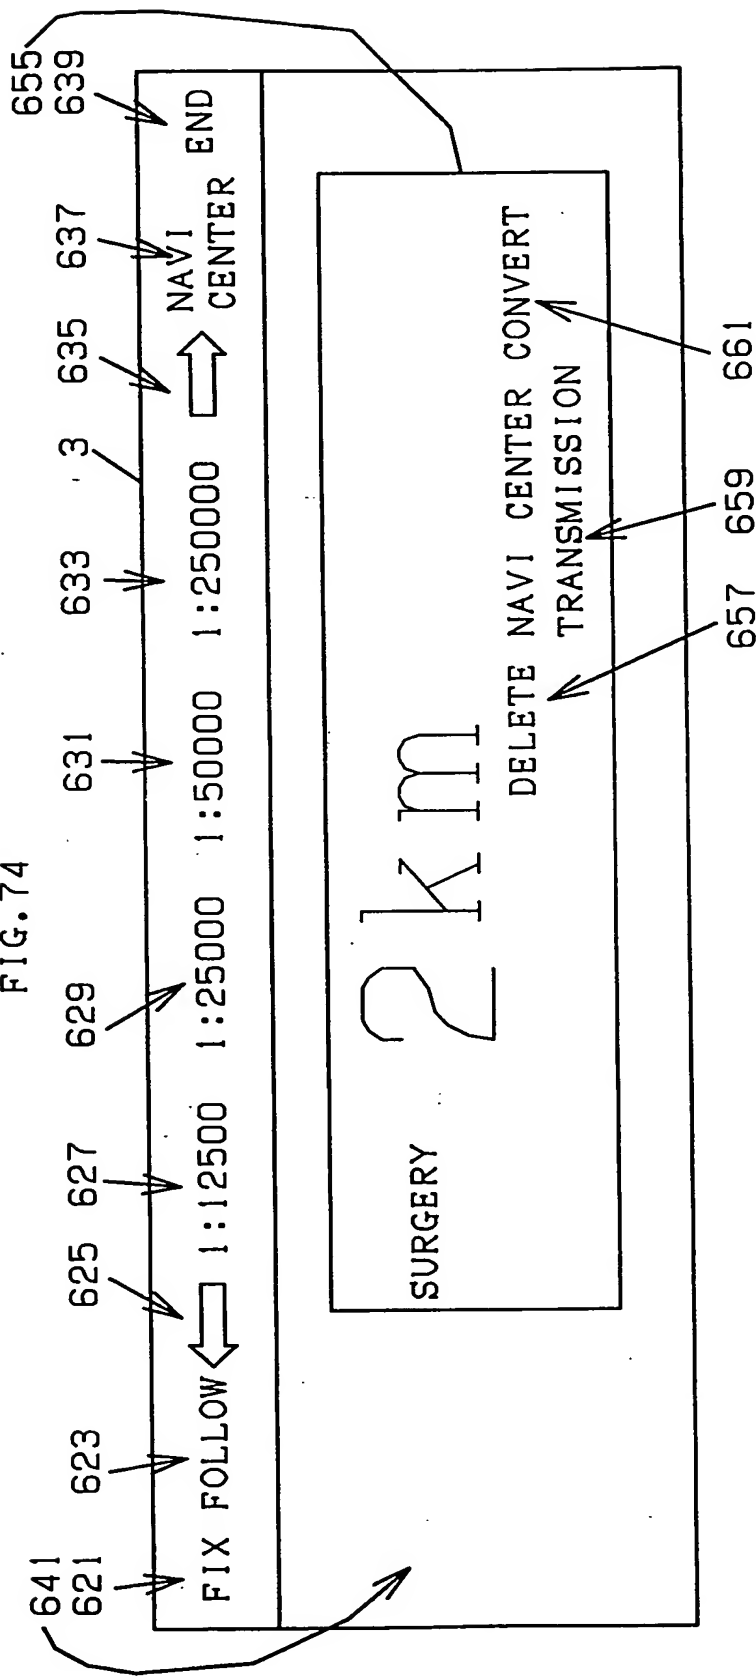 FIG.74
641
621
623
625
627
629
631
633
3
635
637
655
639
FIX FOLLOW 1:12500 1:25000 1:50000 1:250000 NAVI CENTER END
SURGERY
2km
DELETE NAVI CENTER CONVERT
TRANSMISSION
657
659
661